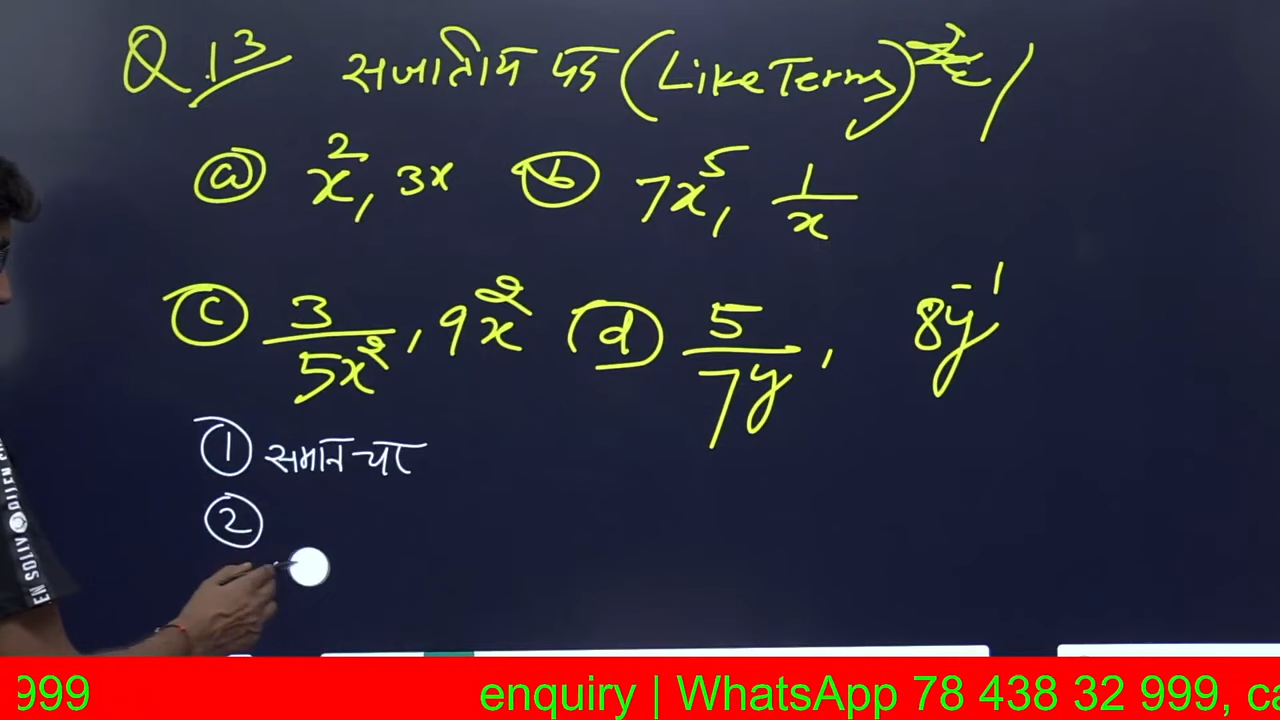 Q.13 सजातिय पद (Like Terms) है।
(a) x², 3x (b) 7x⁵, 1/x
(c) 3/5x², 9x² (d) 5/7y, 8y⁻¹
(1) समान चर
(2)
999 enquiry | WhatsApp 78 438 32 999, ca